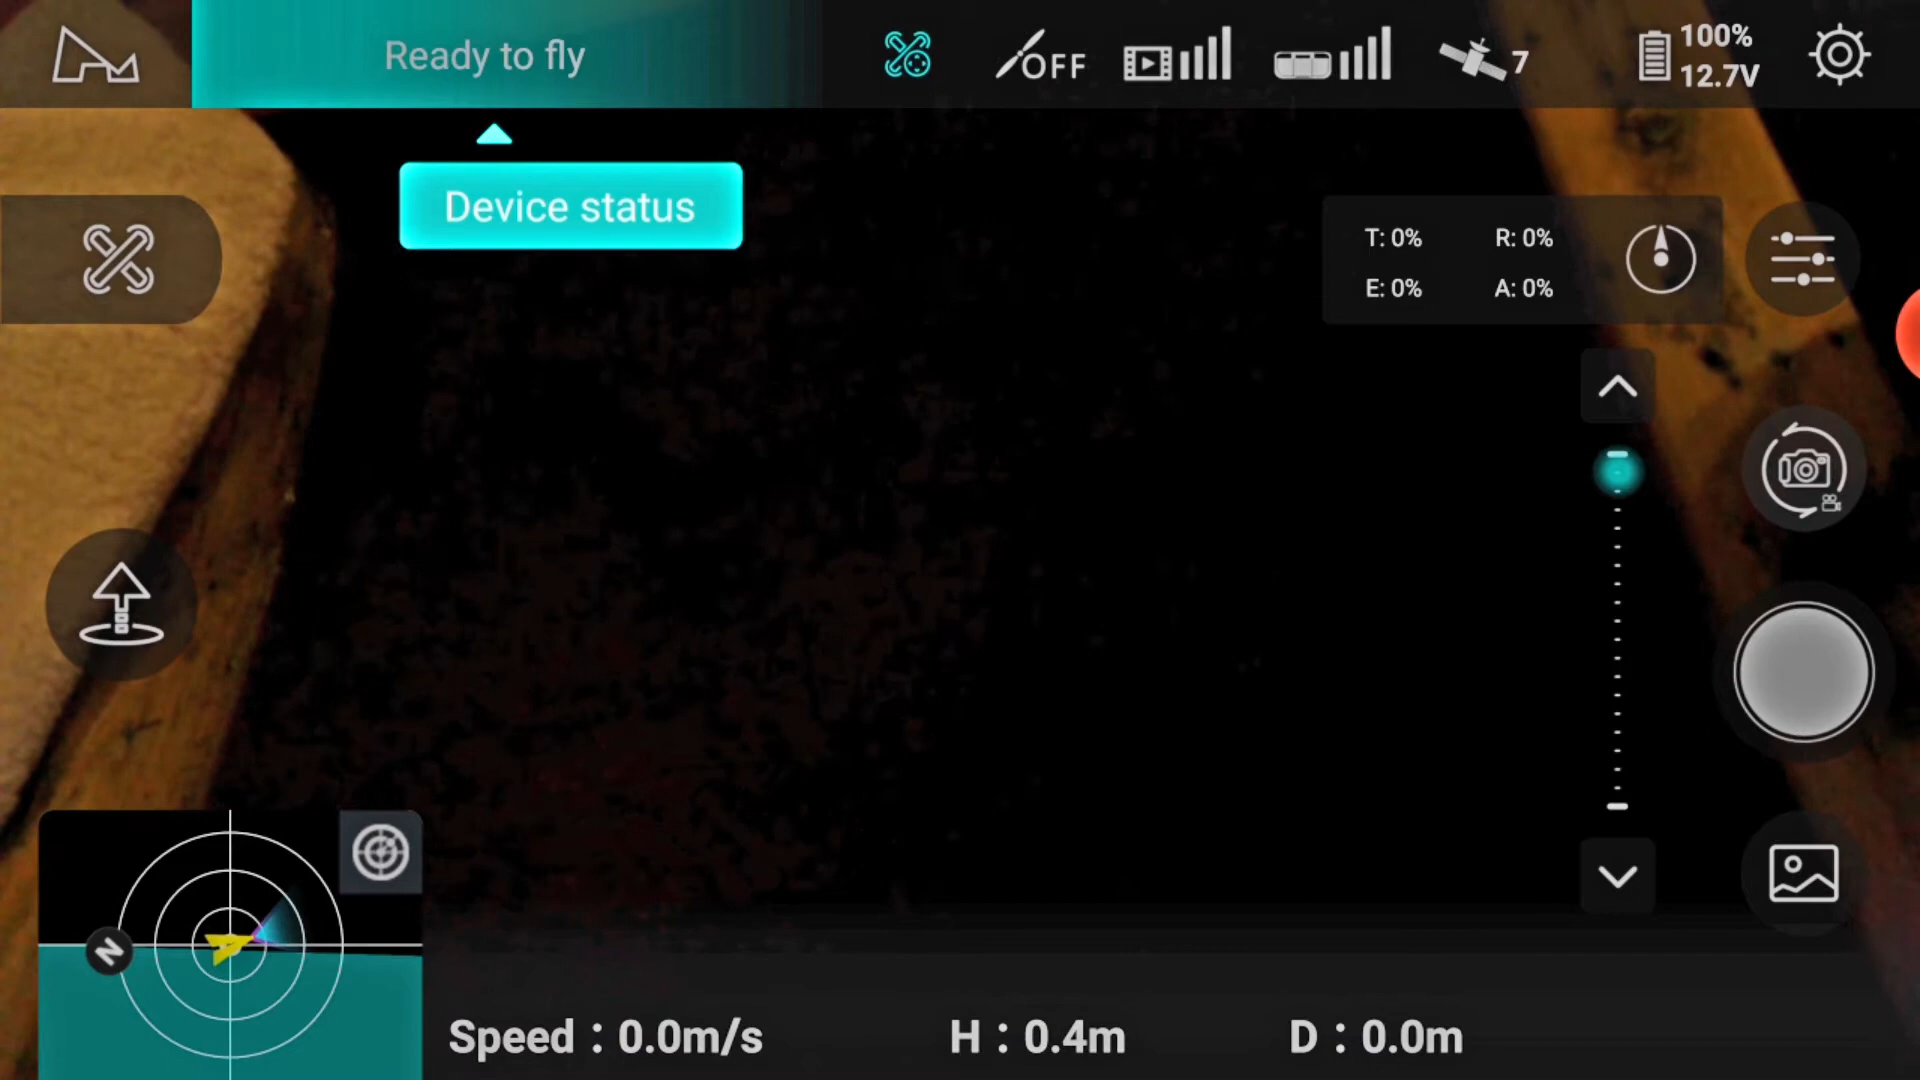 Ready to fly
OFF
7
100%
12.7V
Device status
T: 0%
R: 0%
E: 0%
A: 0%
N
Speed : 0.0m/s
H : 0.4m
D : 0.0m